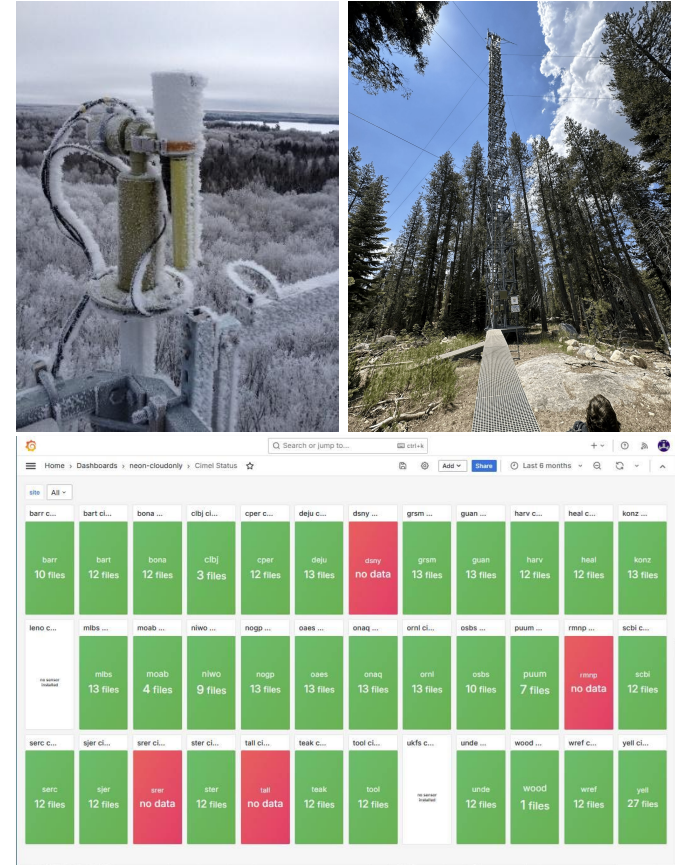 Search or jump to...
ctrl+k
Home › Dashboards › neon-cloudonly › Cimel Status
Add
Share
Last 6 months
site
All
barr c...
bart ci...
bona ...
clbj ci...
cper c...
deju c...
dsny ...
grsm ...
guan ...
harv c...
heal c...
konz ...
barr
10 files
bart
12 files
bona
12 files
clbj
3 files
cper
12 files
deju
13 files
dsny
no data
grsm
13 files
guan
13 files
harv
12 files
heal
12 files
konz
13 files
leno c...
mlbs ...
moab ...
niwo ...
nogp ...
oaes ...
onaq ...
ornl ci...
osbs ...
puum ...
rmnp ...
scbi c...
no sensor
installed
mlbs
13 files
moab
4 files
niwo
9 files
nogp
13 files
oaes
13 files
onaq
13 files
ornl
13 files
osbs
10 files
puum
7 files
rmnp
no data
scbi
12 files
serc c...
sjer ci...
srer ci...
ster ci...
tall ci...
teak c...
tool ci...
ukfs c...
unde ...
wood ...
wref c...
yell ci...
serc
12 files
sjer
12 files
srer
no data
ster
12 files
tall
no data
teak
12 files
tool
12 files
no sensor
installed
unde
12 files
wood
1 files
wref
12 files
yell
27 files